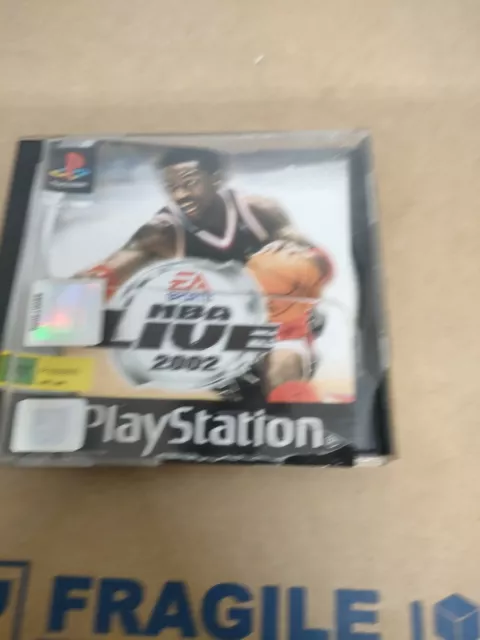 EA
SPORTS
NBA
LIVE
2002
PlayStation
FRAGILE